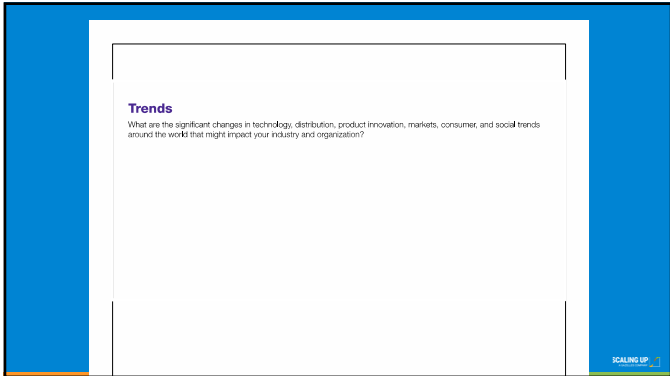 Trends
What are the significant changes in technology, distribution, product innovation, markets, consumer, and social trends
around the world that might impact your industry and organization?
SCALING UP